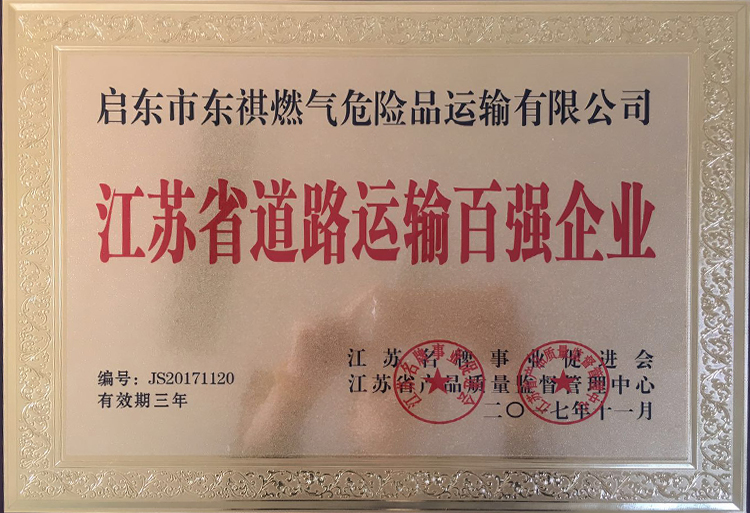 启东市东祺燃气危险品运输有限公司
江苏省道路运输百强企业
编号：JS20171120
有效期三年
江苏名牌事业促进会
江苏省产品质量监督管理中心
二〇一七年十一月